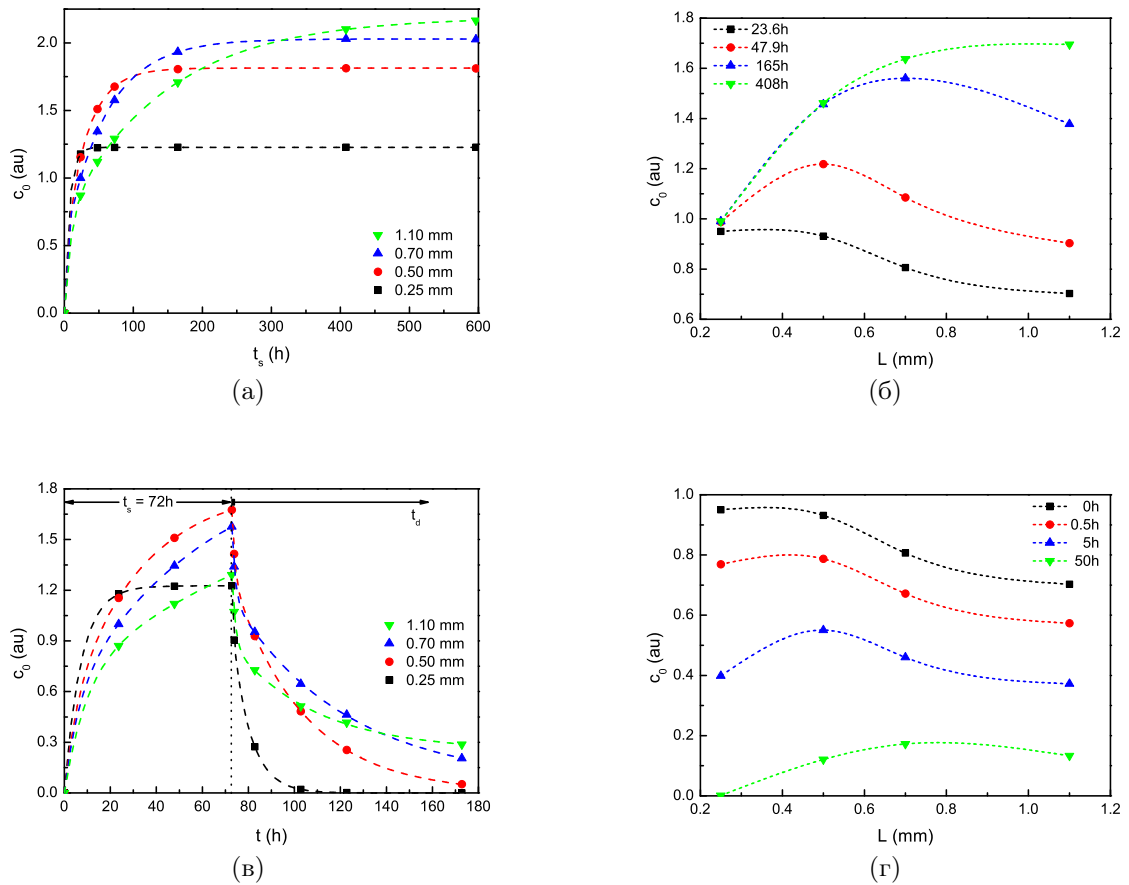 2.0
1.5
1.0
0.5
0.0
c₀ (au)
1.10 mm
0.70 mm
0.50 mm
0.25 mm
0 100 200 300 400 500 600
tₛ (h)
(а)
1.8
1.6
1.4
1.2
1.0
0.8
0.6
c₀ (au)
23.6h
47.9h
165h
408h
0.2 0.4 0.6 0.8 1.0 1.2
L (mm)
(б)
1.8
1.5
1.2
0.9
0.6
0.3
0.0
c₀ (au)
tₛ = 72h
t_d
1.10 mm
0.70 mm
0.50 mm
0.25 mm
0 20 40 60 80 100 120 140 160 180
t (h)
(в)
1.0
0.8
0.6
0.4
0.2
0.0
c₀ (au)
0h
0.5h
5h
50h
0.2 0.4 0.6 0.8 1.0 1.2
L (mm)
(г)